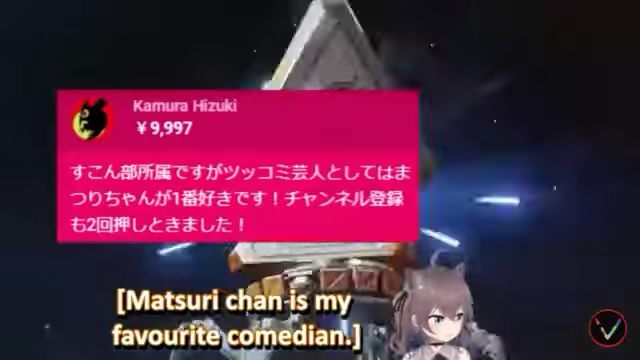 Kamura Hizuki
￥9,997
すこん部所属ですがツッコミ芸人としてはま
つりちゃんが1番好きです！チャンネル登録
も2回押しときました！
[Matsuri chan is my
favourite comedian.]